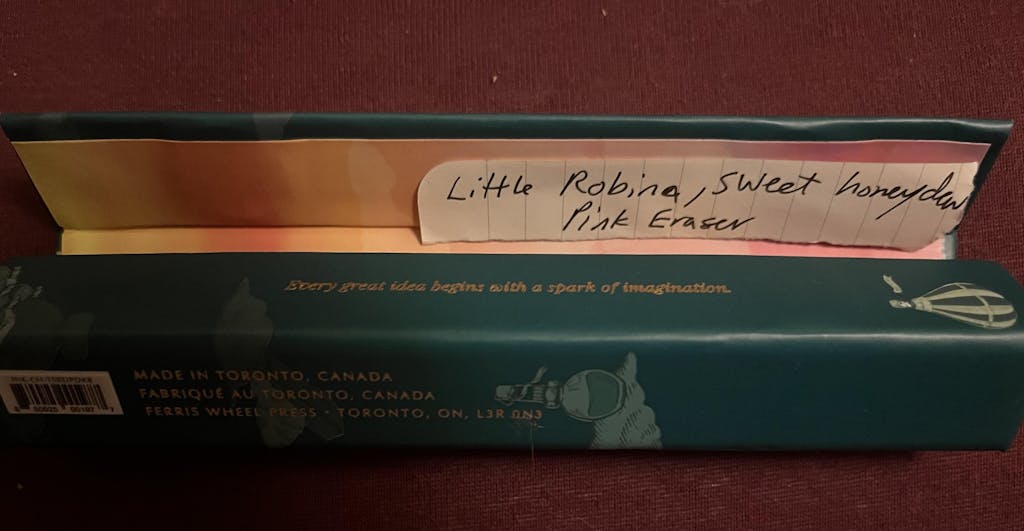 Little Robina, sweet honeydew
Pink Eraser
Every great idea begins with a spark of imagination.
MADE IN TORONTO, CANADA
FABRIQUÉ AU TORONTO, CANADA
FERRIS WHEEL PRESS • TORONTO, ON, L3R 0N3